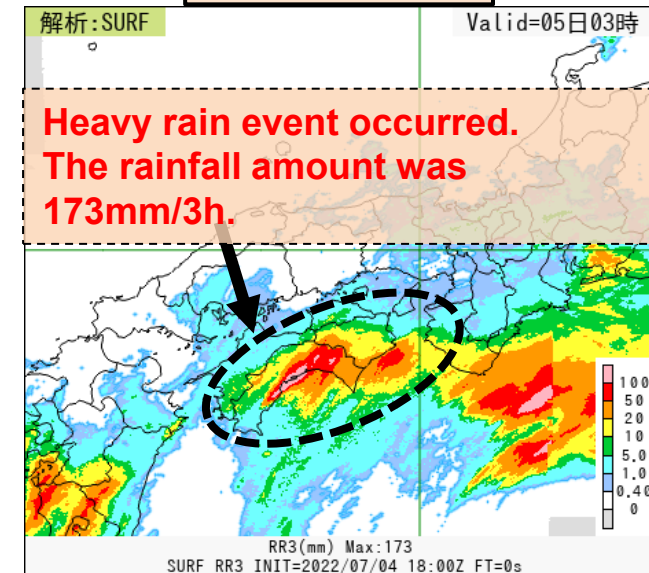 解析:SURF
Valid=05日03時
Heavy rain event occurred.
The rainfall amount was
173mm/3h.
100
50
20
10
5.0
1.0
0.40
0
RR3(mm) Max:173
SURF RR3 INIT=2022/07/04 18:00Z FT=0s